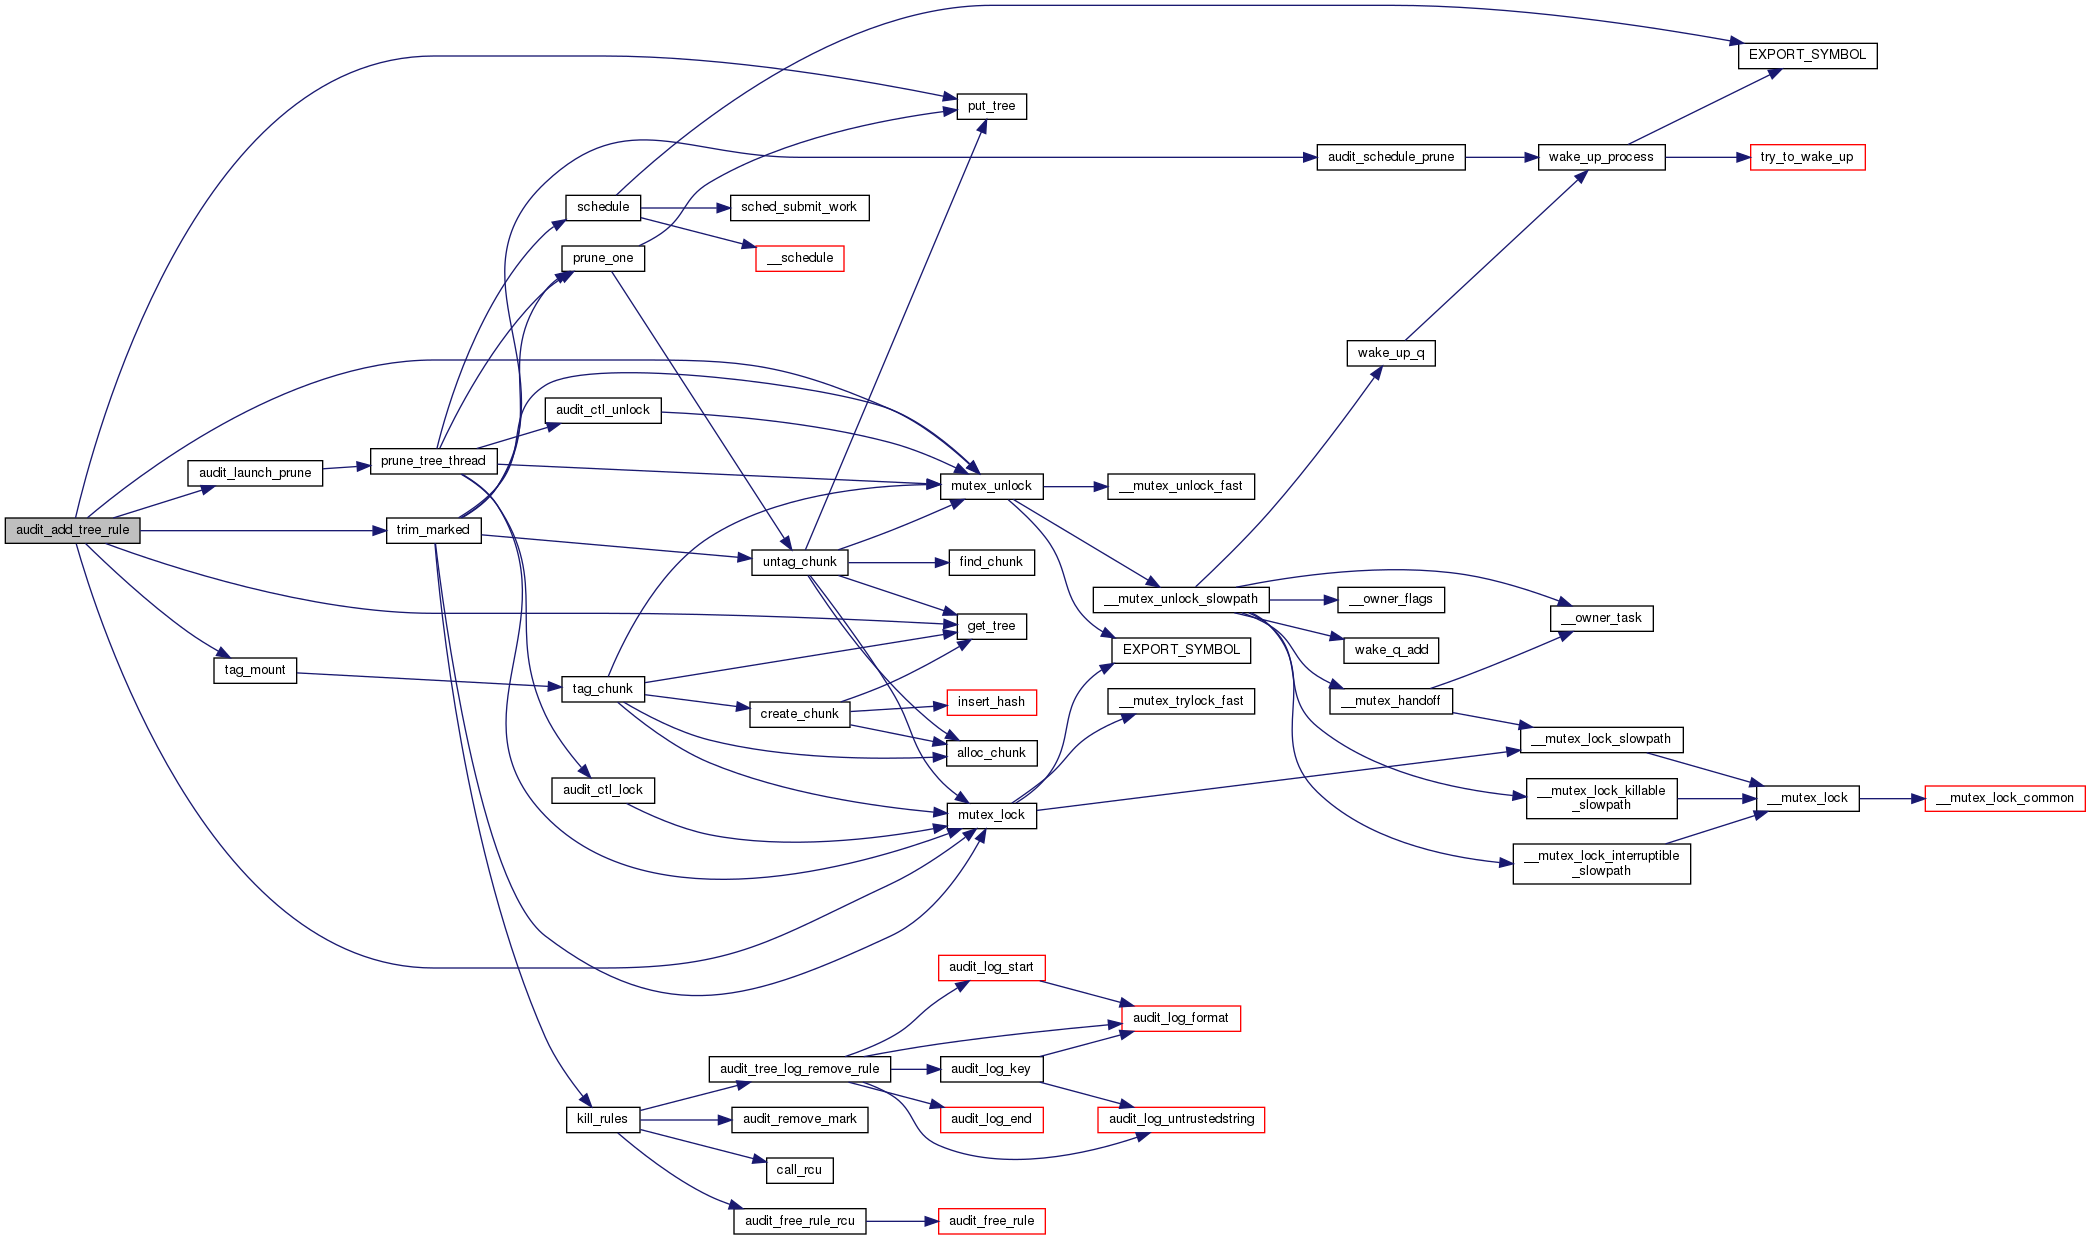 EXPORT_SYMBOL
put_tree
audit_schedule_prune
wake_up_process
try_to_wake_up
schedule
sched_submit_work
prune_one
__schedule
wake_up_q
audit_ctl_unlock
prune_tree_thread
audit_launch_prune
mutex_unlock
__mutex_unlock_fast
audit_add_tree_rule
trim_marked
untag_chunk
find_chunk
__mutex_unlock_slowpath
__owner_flags
__owner_task
get_tree
EXPORT_SYMBOL
wake_q_add
tag_mount
tag_chunk
create_chunk
insert_hash
__mutex_trylock_fast
__mutex_handoff
__mutex_lock_slowpath
alloc_chunk
audit_ctl_lock
__mutex_lock_killable
_slowpath
__mutex_lock
__mutex_lock_common
mutex_lock
__mutex_lock_interruptible
_slowpath
audit_log_start
audit_log_format
audit_tree_log_remove_rule
audit_log_key
kill_rules
audit_remove_mark
audit_log_end
audit_log_untrustedstring
call_rcu
audit_free_rule_rcu
audit_free_rule